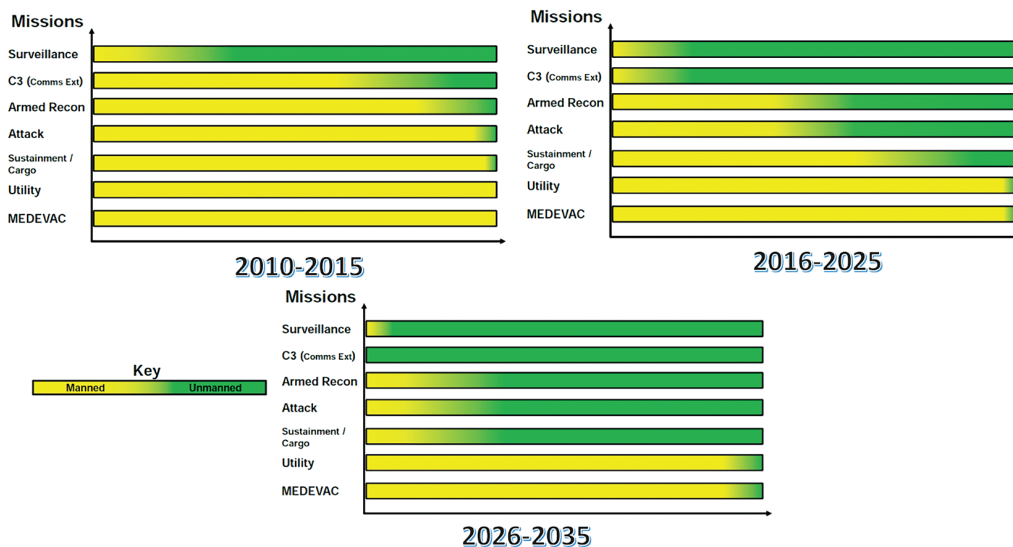 Missions
Surveillance
C3 (Comms Ext)
Armed Recon
Attack
Sustainment /
Cargo
Utility
MEDEVAC
2010-2015
Missions
Surveillance
C3 (Comms Ext)
Armed Recon
Attack
Sustainment /
Cargo
Utility
MEDEVAC
2016-2025
Key
Manned Unmanned
Missions
Surveillance
C3 (Comms Ext)
Armed Recon
Attack
Sustainment /
Cargo
Utility
MEDEVAC
2026-2035